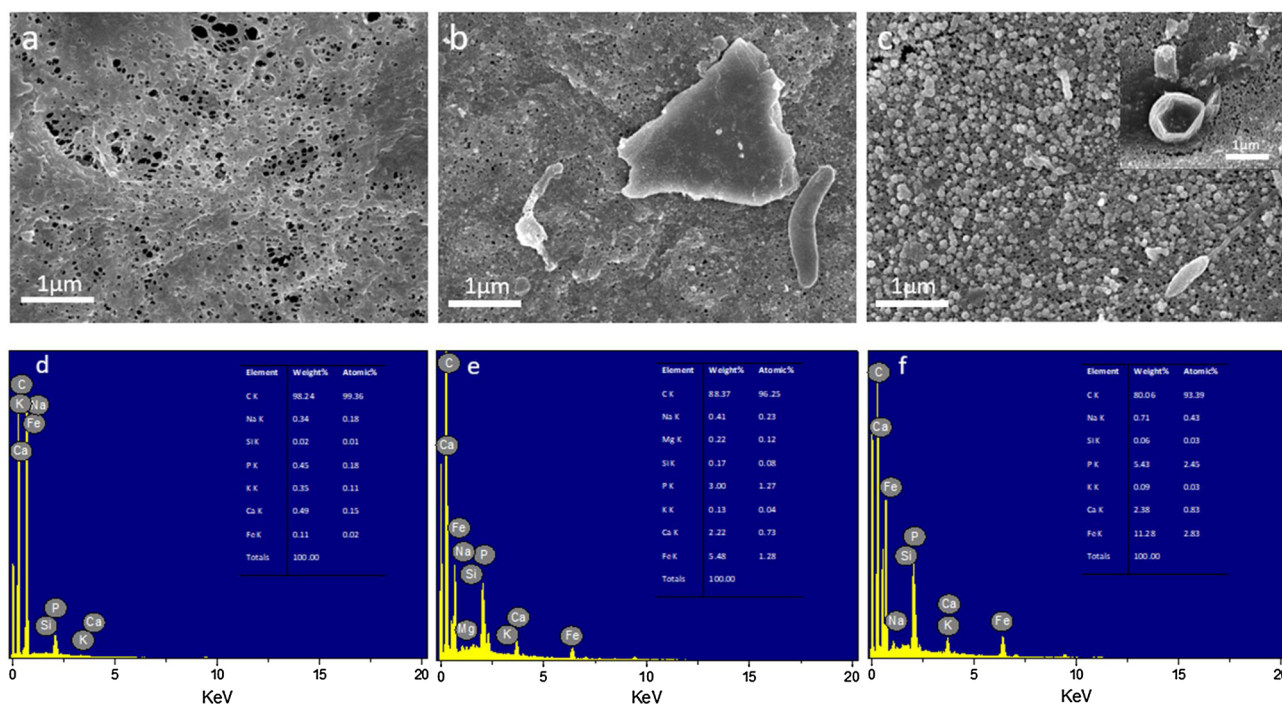 a
1μm
b
1μm
c
1μm
1μm
d
C
K
Na
Fe
Ca
P
Si
Ca
K
Element Weight% Atomic%
C K 98.24 99.36
Na K 0.34 0.18
Si K 0.02 0.01
P K 0.45 0.18
K K 0.35 0.11
Ca K 0.49 0.15
Fe K 0.11 0.02
Totals 100.00
0 5 10 15 20
KeV
e
C
Ca
Fe
Na
P
Si
Mg
K
Ca
Fe
Element Weight% Atomic%
C K 88.37 96.25
Na K 0.41 0.23
Mg K 0.22 0.12
Si K 0.17 0.08
P K 3.00 1.27
K K 0.13 0.04
Ca K 2.22 0.73
Fe K 5.48 1.28
Totals 100.00
0 5 10 15 20
KeV
f
C
Ca
Fe
P
Si
Na
Ca
K
Fe
Element Weight% Atomic%
C K 80.06 93.39
Na K 0.71 0.43
Si K 0.06 0.03
P K 5.43 2.45
K K 0.09 0.03
Ca K 2.38 0.83
Fe K 11.28 2.83
Totals 100.00
0 5 10 15 20
KeV